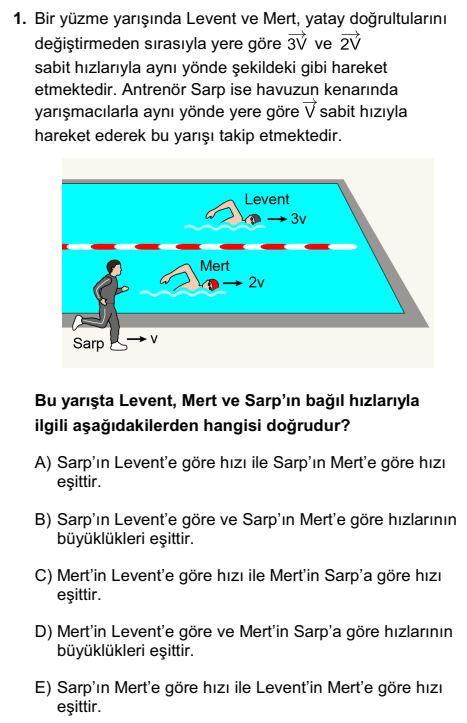 1. Bir yüzme yarışında Levent ve Mert, yatay doğrultularını
değiştirmeden sırasıyla yere göre 3V⃗ ve 2V⃗
sabit hızlarıyla aynı yönde şekildeki gibi hareket
etmektedir. Antrenör Sarp ise havuzun kenarında
yarışmacılarla aynı yönde yere göre V⃗ sabit hızıyla
hareket ederek bu yarışı takip etmektedir.
Levent
3v
Mert
2v
Sarp
v
Bu yarışta Levent, Mert ve Sarp'ın bağıl hızlarıyla
ilgili aşağıdakilerden hangisi doğrudur?
A) Sarp'ın Levent'e göre hızı ile Sarp'ın Mert'e göre hızı
eşittir.
B) Sarp'ın Levent'e göre ve Sarp'ın Mert'e göre hızlarının
büyüklükleri eşittir.
C) Mert'in Levent'e göre hızı ile Mert'in Sarp'a göre hızı
eşittir.
D) Mert'in Levent'e göre ve Mert'in Sarp'a göre hızlarının
büyüklükleri eşittir.
E) Sarp'ın Mert'e göre hızı ile Levent'in Mert'e göre hızı
eşittir.